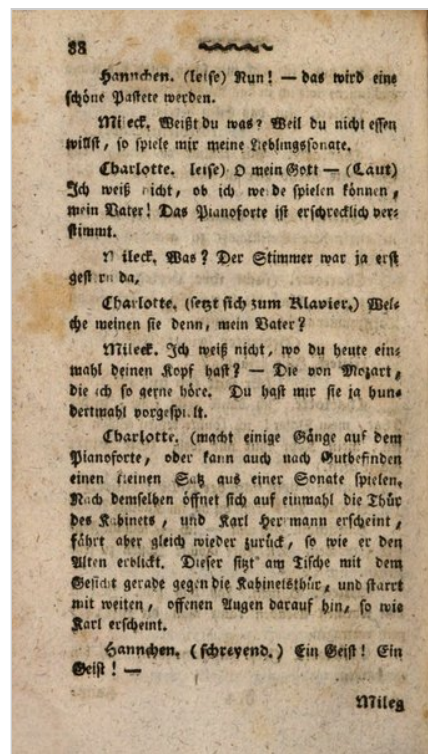 38
Hannchen. (leise) Nun! — das wird eine
schöne Pastete werden.
Mileck. Weißt du was? Weil du nicht essen
willst, so spiele mir meine Lieblingssonate.
Charlotte. leise) O mein Gott — (Laut)
Ich weiß nicht, ob ich werde spielen können,
mein Vater! Das Pianoforte ist erschrecklich ver⸗
stimmt.
Mileck. Was? Der Stimmer war ja erst
gestern da.
Charlotte. (setzt sich zum Klavier.) Wel⸗
che meinen sie denn, mein Vater?
Mileck. Ich weiß nicht, wo du heute ein⸗
mahl deinen Kopf hast? — Die von Mozart,
die ich so gerne höre. Du hast mir sie ja hun⸗
dertmahl vorgespielt.
Charlotte. (macht einige Gänge auf dem
Pianoforte, oder kann auch nach Gutbefinden
einen kleinen Satz aus einer Sonate spielen.
Nach demselben öffnet sich auf einmahl die Thür
des Kabinets, und Karl Herrmann erscheint,
fährt aber gleich wieder zurück, so wie er den
Alten erblickt. Dieser sitzt am Tische mit dem
Gesicht gerade gegen die Kabinetsthür, und starrt
mit weiten, offenen Augen darauf hin, so wie
Karl erscheint.
Hannchen. (schreyend.) Ein Geist! Ein
Geist! —
Mileg